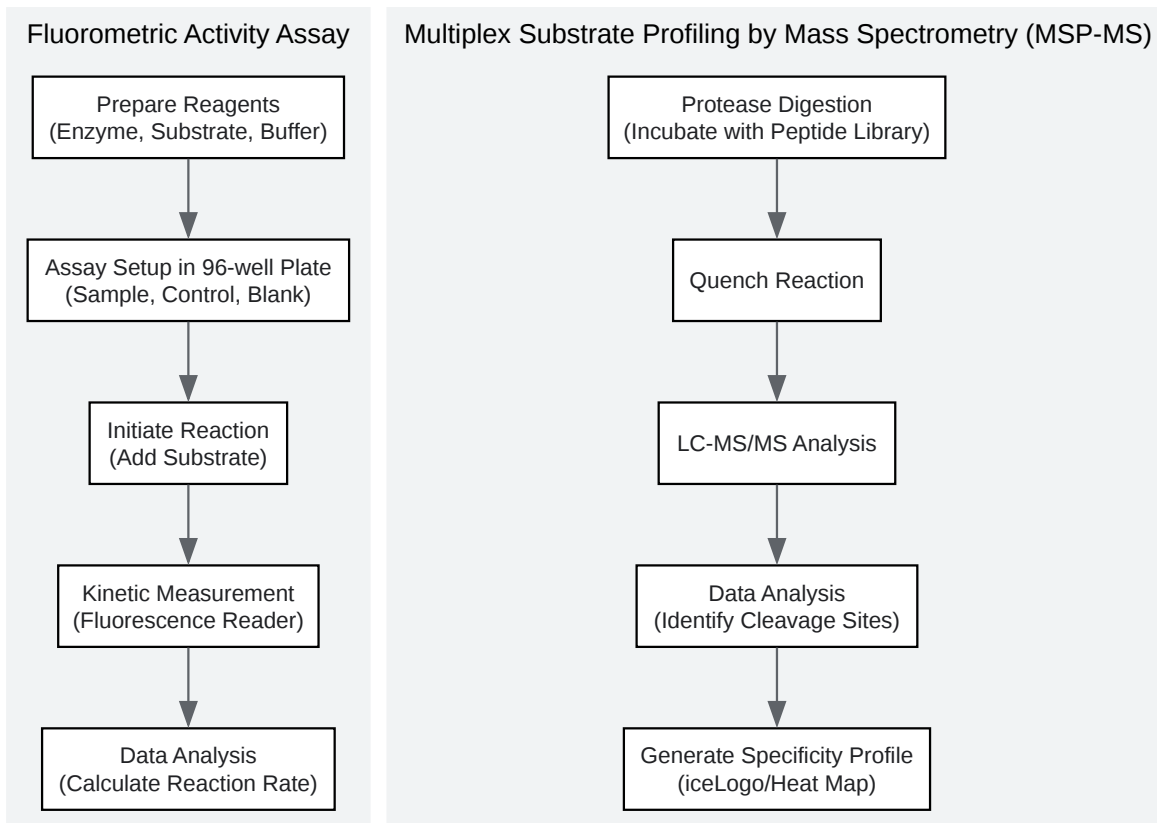 Fluorometric Activity Assay
Prepare Reagents
(Enzyme, Substrate, Buffer)
Assay Setup in 96-well Plate
(Sample, Control, Blank)
Initiate Reaction
(Add Substrate)
Kinetic Measurement
(Fluorescence Reader)
Data Analysis
(Calculate Reaction Rate)
Multiplex Substrate Profiling by Mass Spectrometry (MSP-MS)
Protease Digestion
(Incubate with Peptide Library)
Quench Reaction
LC-MS/MS Analysis
Data Analysis
(Identify Cleavage Sites)
Generate Specificity Profile
(iceLogo/Heat Map)